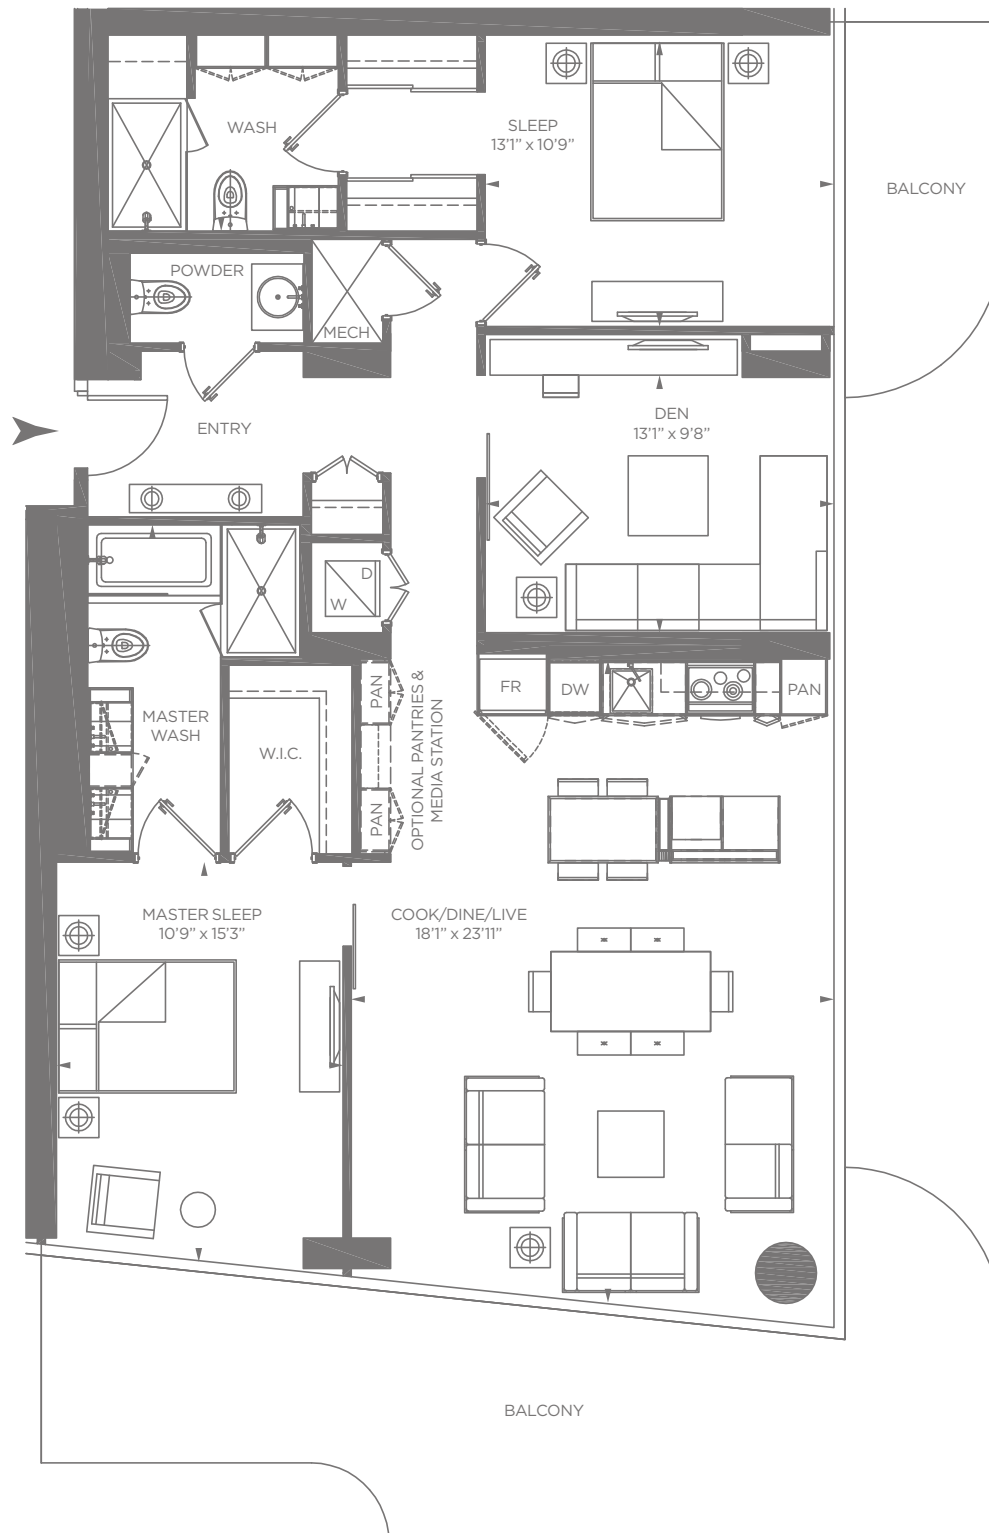 WASH
SLEEP
13'1" x 10'9"
BALCONY
POWDER
MECH
ENTRY
DEN
13'1" x 9'8"
D
W
FR
DW
PAN
PAN
OPTIONAL PANTRIES &
MEDIA STATION
MASTER
WASH
W.I.C.
PAN
MASTER SLEEP
10'9" x 15'3"
COOK/DINE/LIVE
18'1" x 23'11"
BALCONY